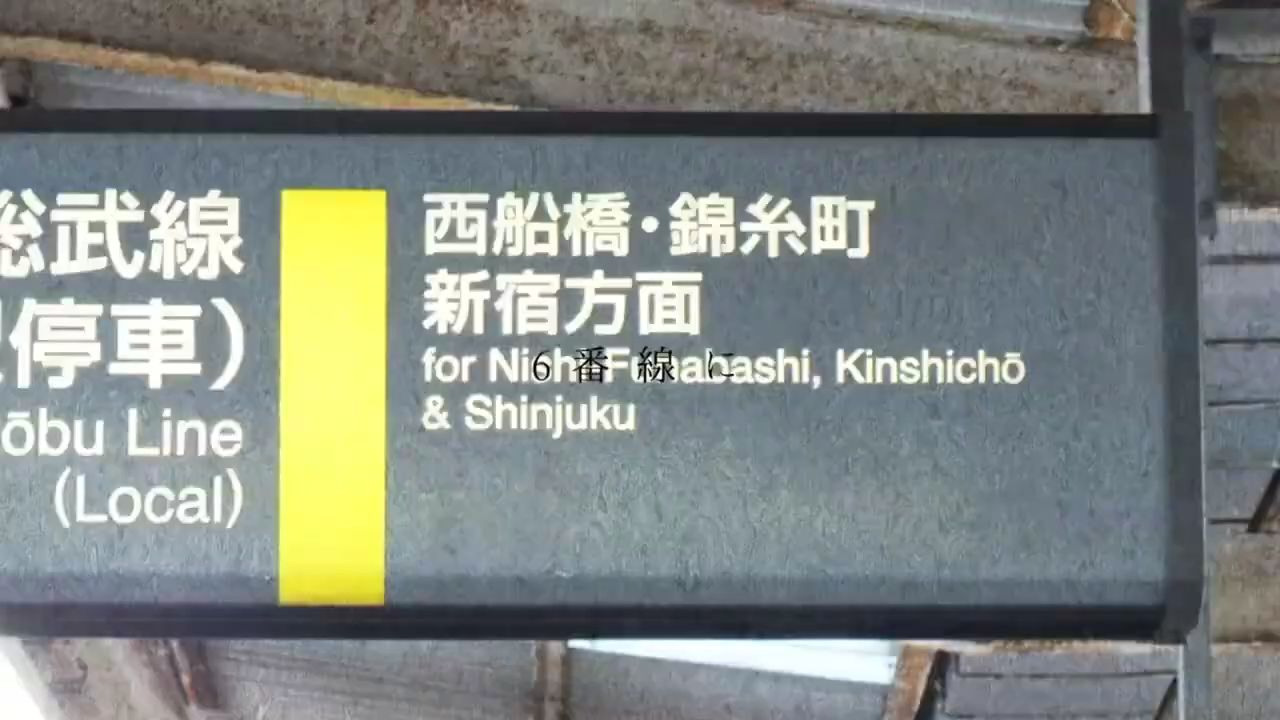 総武線
停車）
ōbu Line
(Local)
西船橋・錦糸町
新宿方面
for Nishi-Funabashi, Kinshichō
& Shinjuku
6番線に